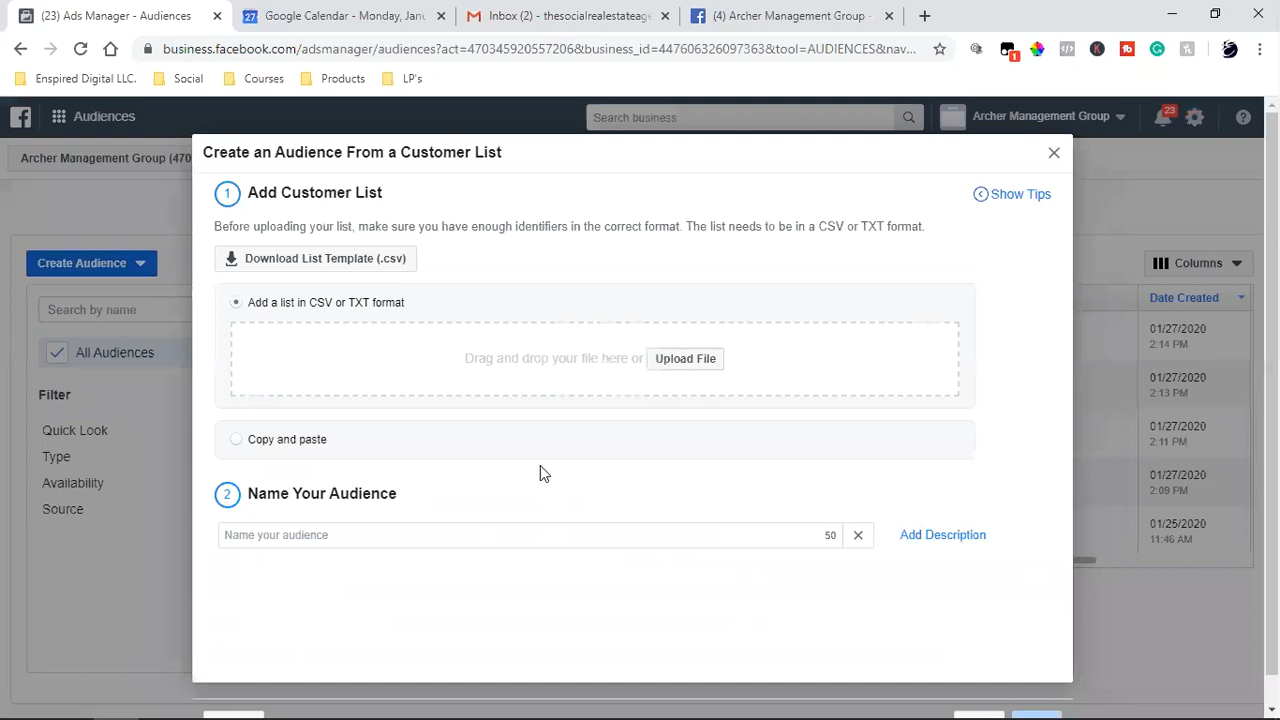 (23) Ads Manager - Audiences
Google Calendar - Monday, Janu
Inbox (2) - thesocialrealestateag
(4) Archer Management Group -
business.facebook.com/adsmanager/audiences?act=470345920557206&business_id=447606326097363&tool=AUDIENCES&nav...
Enspired Digital LLC.
Social
Courses
Products
LP's
Audiences
Search business
Archer Management Group
23
Archer Management Group (470
Create an Audience From a Customer List
1 Add Customer List
Show Tips
Before uploading your list, make sure you have enough identifiers in the correct format. The list needs to be in a CSV or TXT format.
Download List Template (.csv)
Add a list in CSV or TXT format
Drag and drop your file here or Upload File
Copy and paste
2 Name Your Audience
Name your audience 50
Add Description
Create Audience
Search by name
All Audiences
Filter
Quick Look
Type
Availability
Source
Columns
Date Created
01/27/2020
2:14 PM
01/27/2020
2:13 PM
01/27/2020
2:11 PM
01/27/2020
2:09 PM
01/25/2020
11:46 AM